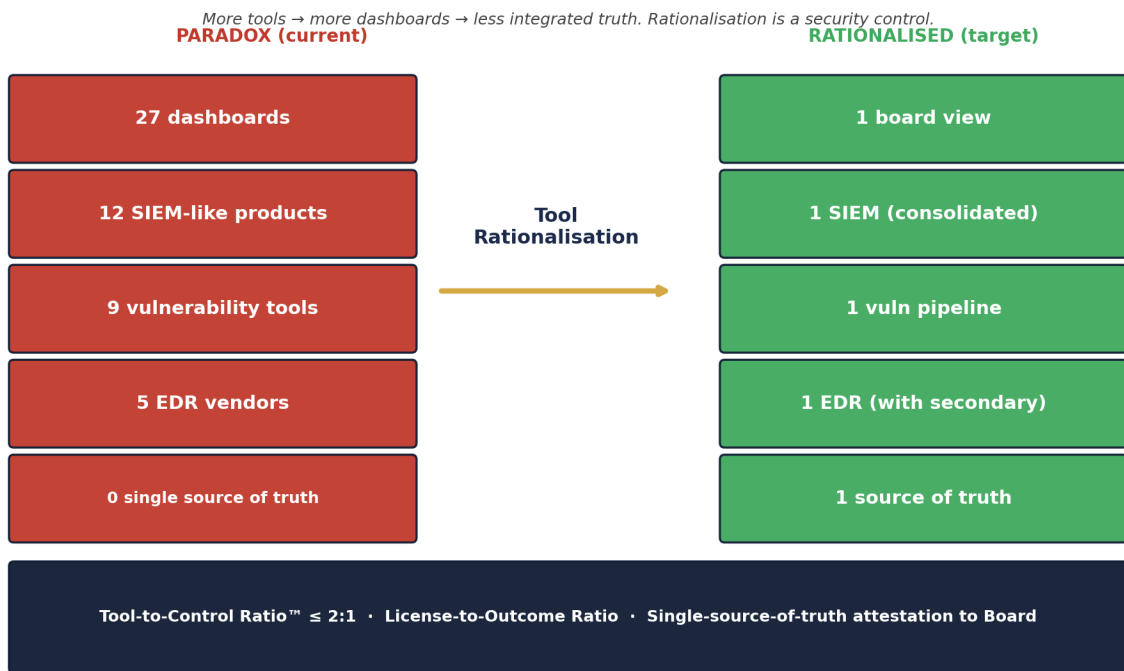 More tools → more dashboards → less integrated truth. Rationalisation is a security control.
PARADOX (current)
RATIONALISED (target)
27 dashboards
1 board view
12 SIEM-like products
1 SIEM (consolidated)
Tool
Rationalisation
9 vulnerability tools
1 vuln pipeline
5 EDR vendors
1 EDR (with secondary)
0 single source of truth
1 source of truth
Tool-to-Control Ratio™ ≤ 2:1 · License-to-Outcome Ratio · Single-source-of-truth attestation to Board